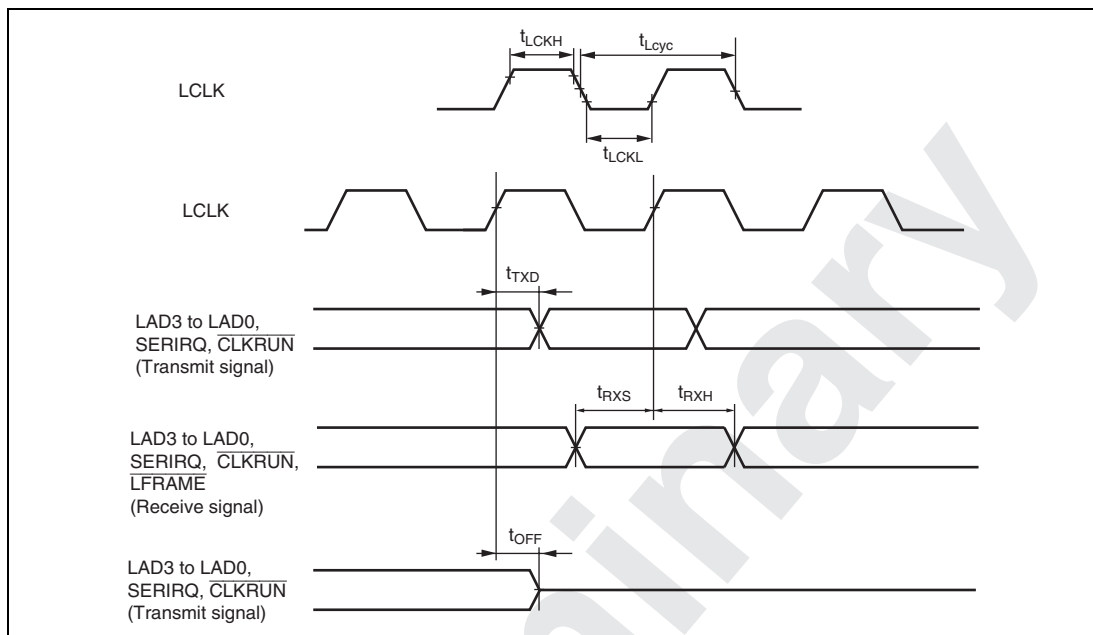 tLCKH
tLcyc
LCLK
tLCKL
LCLK
tTXD
LAD3 to LAD0,
SERIRQ, CLKRUN
(Transmit signal)
tRXS
tRXH
LAD3 to LAD0,
SERIRQ, CLKRUN,
LFRAME
(Receive signal)
tOFF
LAD3 to LAD0,
SERIRQ, CLKRUN
(Transmit signal)
inary